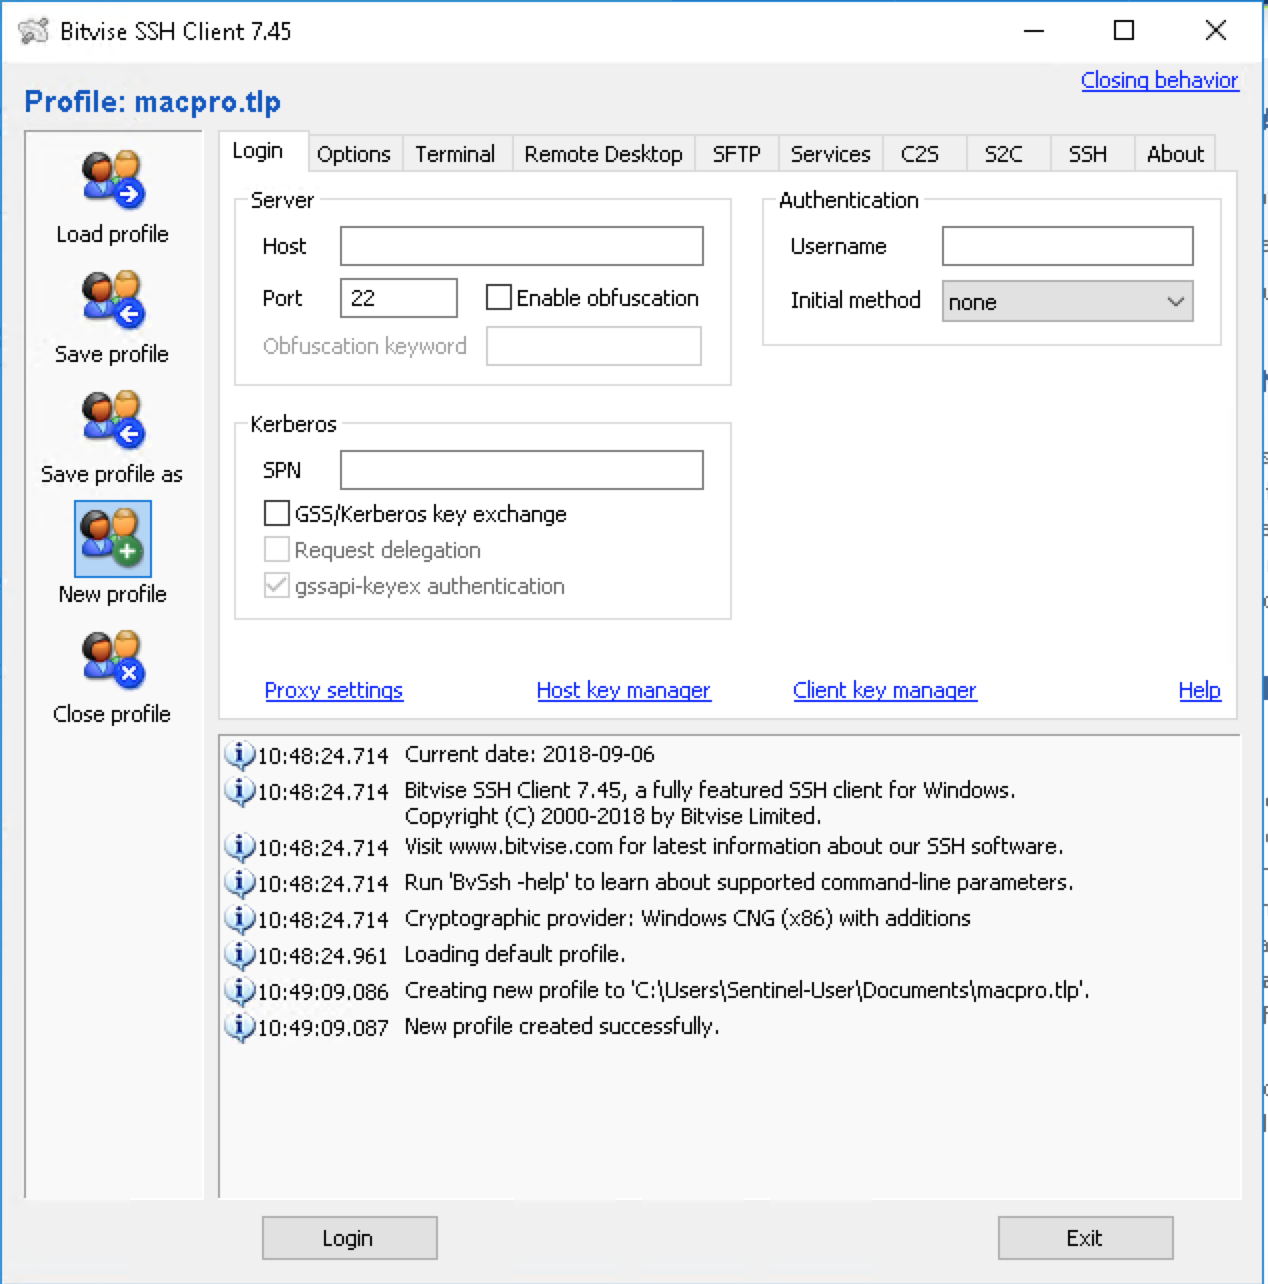 Bitvise SSH Client 7.45
Closing behavior
Profile: macpro.tlp
Load profile
Save profile
Save profile as
New profile
Close profile
Login Options Terminal Remote Desktop SFTP Services C2S S2C SSH About
Server
Host
Port 22 Enable obfuscation
Obfuscation keyword
Authentication
Username
Initial method none
Kerberos
SPN
GSS/Kerberos key exchange
Request delegation
gssapi-keyex authentication
Proxy settings Host key manager Client key manager Help
10:48:24.714 Current date: 2018-09-06
10:48:24.714 Bitvise SSH Client 7.45, a fully featured SSH client for Windows.
Copyright (C) 2000-2018 by Bitvise Limited.
10:48:24.714 Visit www.bitvise.com for latest information about our SSH software.
10:48:24.714 Run 'BvSsh -help' to learn about supported command-line parameters.
10:48:24.714 Cryptographic provider: Windows CNG (x86) with additions
10:48:24.961 Loading default profile.
10:49:09.086 Creating new profile to 'C:\Users\Sentinel-User\Documents\macpro.tlp'.
10:49:09.087 New profile created successfully.
Login Exit